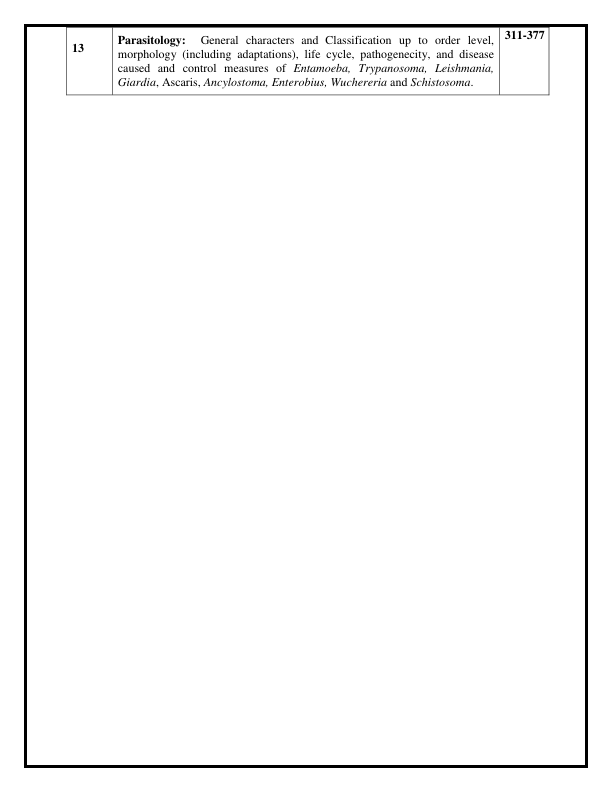 13
Parasitology: General characters and Classification up to order level,
morphology (including adaptations), life cycle, pathogenecity, and disease
caused and control measures of Entamoeba, Trypanosoma, Leishmania,
Giardia, Ascaris, Ancylostoma, Enterobius, Wuchereria and Schistosoma.
311-377